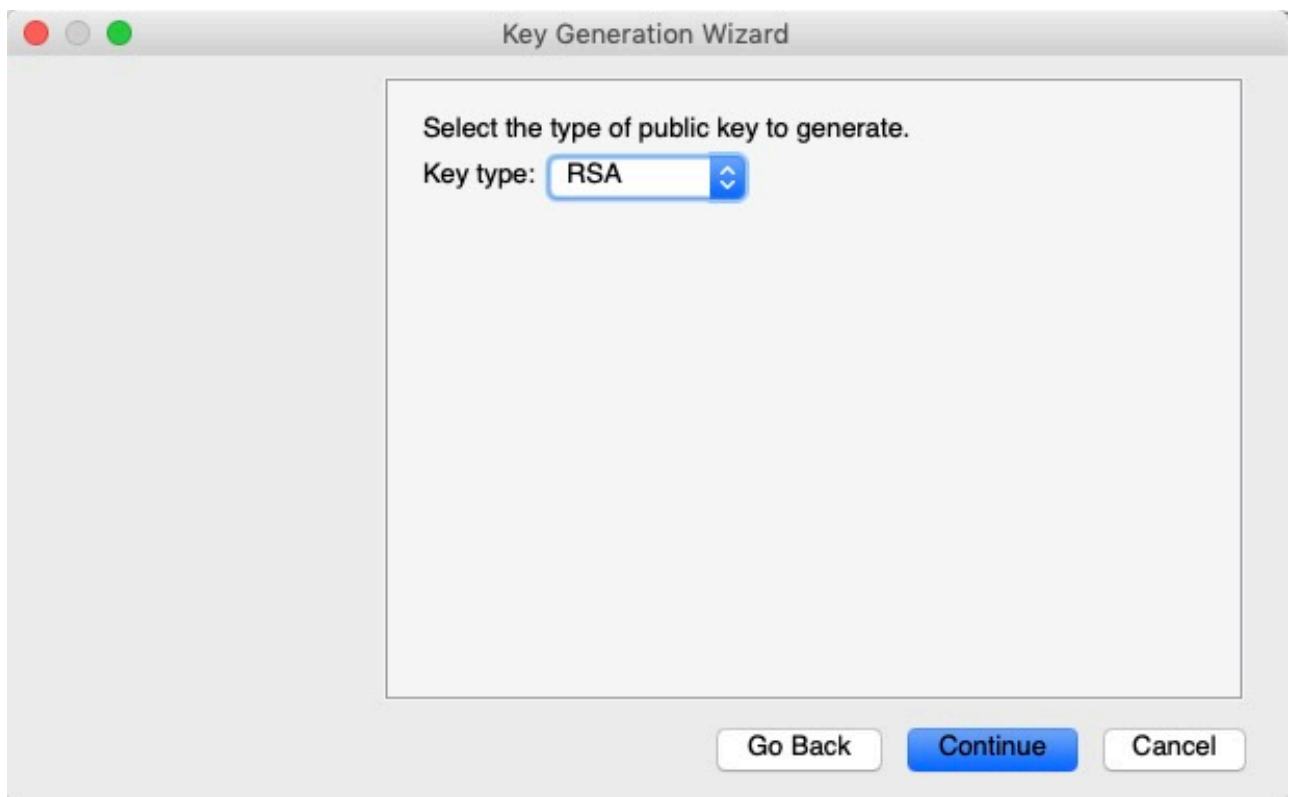 Key Generation Wizard
Select the type of public key to generate.
Key type: RSA
Go Back Continue Cancel